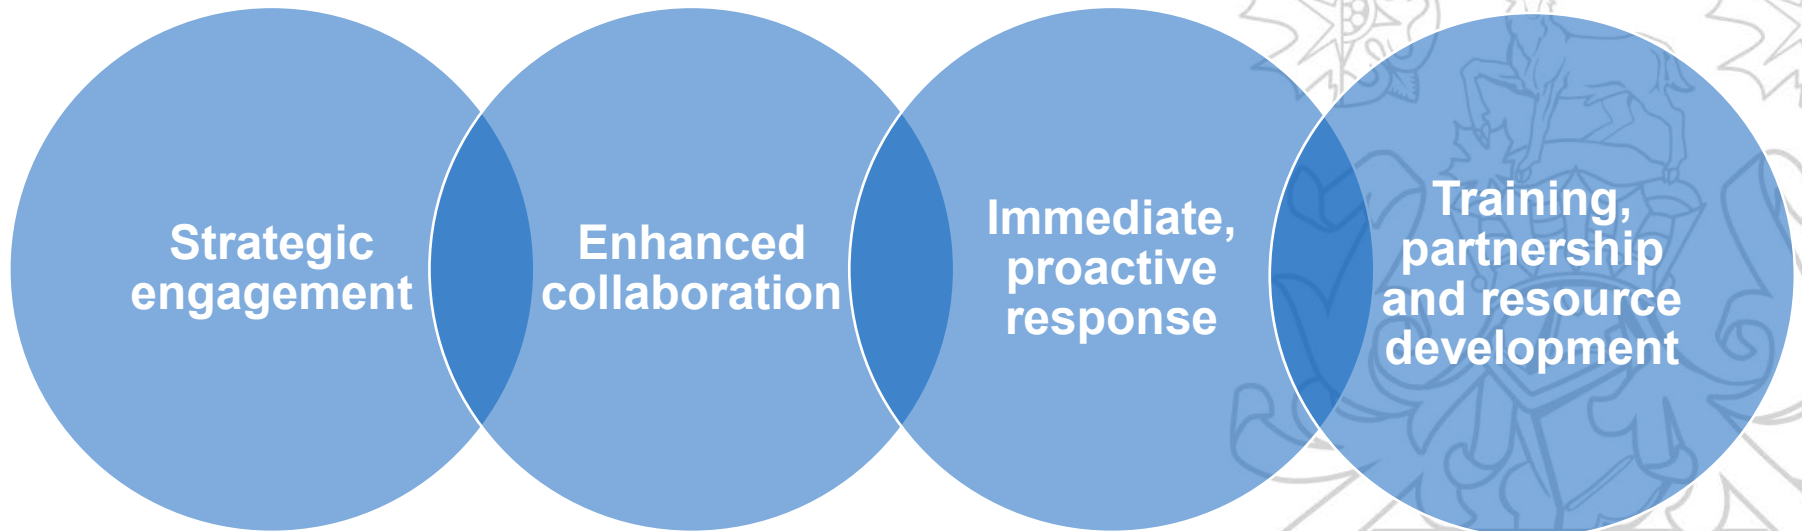 Strategic
engagement
Enhanced
collaboration
Immediate,
proactive
response
Training,
partnership
and resource
development